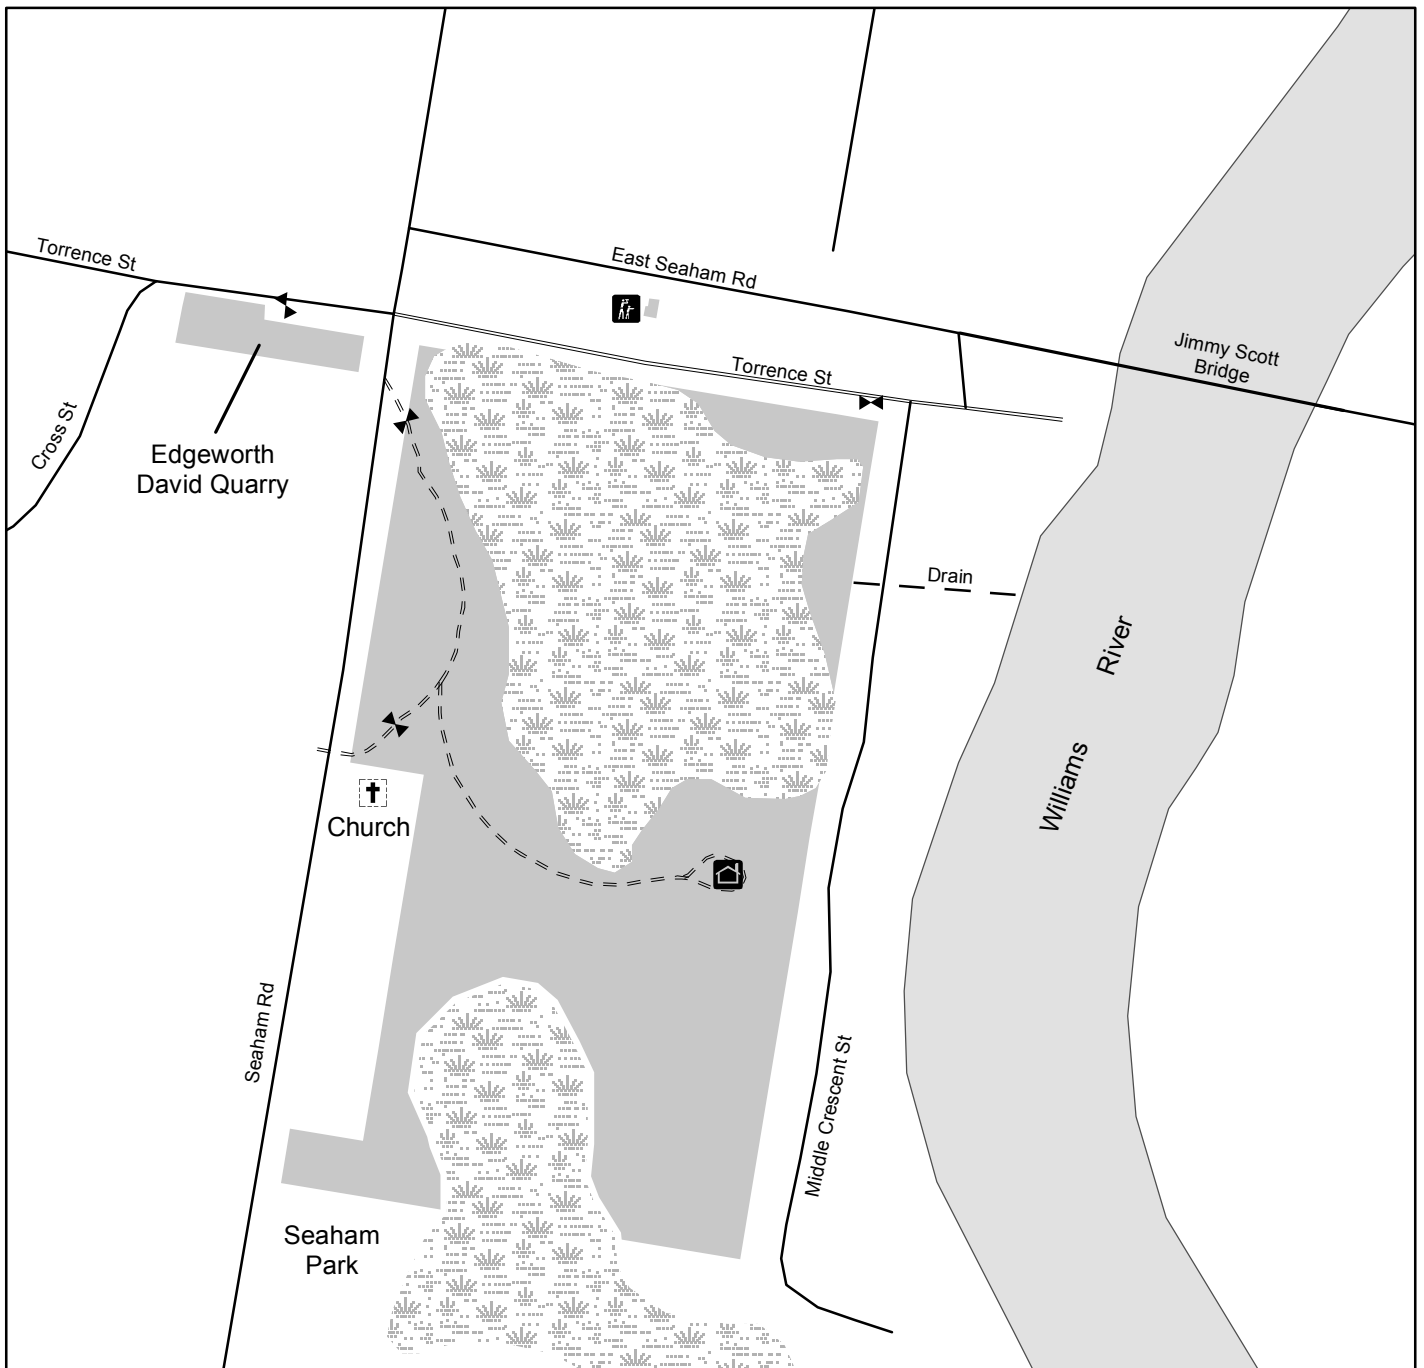 Torrence St
East Seaham Rd
Jimmy Scott
Bridge
Torrence St
Cross St
Edgeworth
David Quarry
Drain
River
Williams
Church
Seaham Rd
Middle Crescent St
Seaham
Park